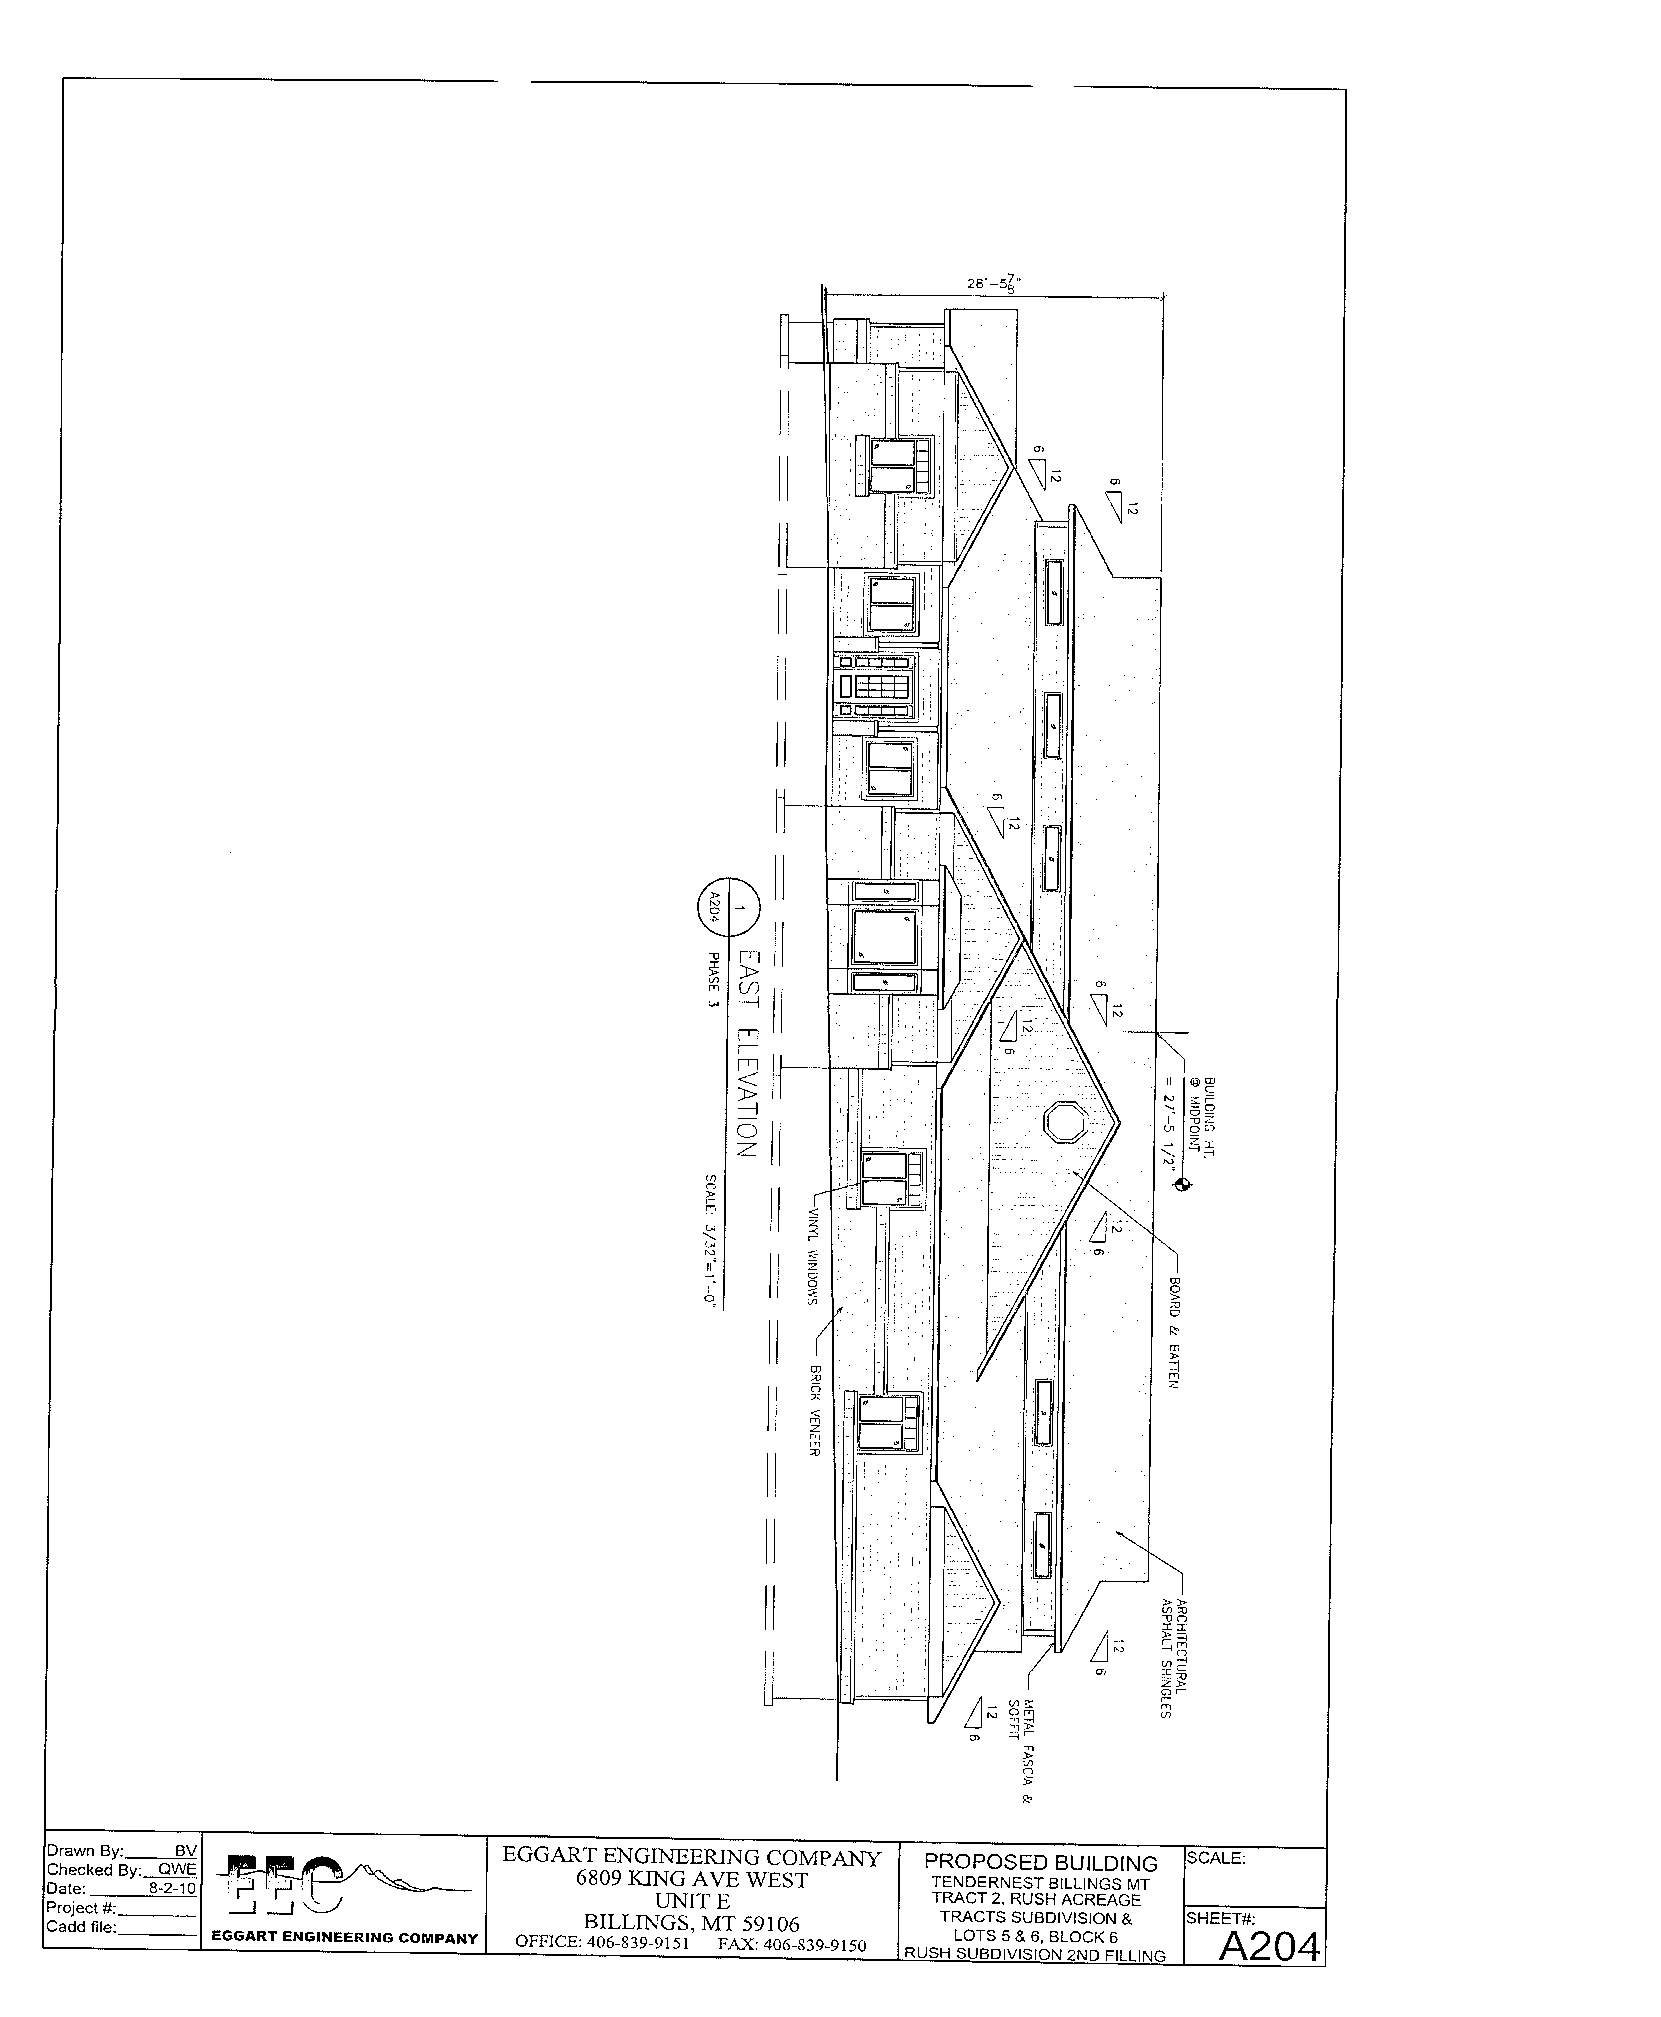 28'-5 7/8"
6
12
6
12
6
12
6
12
12
6
12
6
12
6
12
6
BUILDING HT.
@ MIDPOINT
= 27'-5 1/2"
BOARD & BATTEN
ARCHITECTURAL
ASPHALT SHINGLES
METAL FASCIA &
SOFFIT
VINYL WINDOWS
BRICK VENEER
1
A204
EAST ELEVATION
PHASE 3
SCALE: 3/32"=1'-0"
Drawn By: BV
Checked By: QWE
Date: 8-2-10
Project #:
Cadd file:
EEC
EGGART ENGINEERING COMPANY
EGGART ENGINEERING COMPANY
6809 KING AVE WEST
UNIT E
BILLINGS, MT 59106
OFFICE: 406-839-9151 FAX: 406-839-9150
PROPOSED BUILDING
TENDERNEST BILLINGS MT
TRACT 2, RUSH ACREAGE
TRACTS SUBDIVISION &
LOTS 5 & 6, BLOCK 6
RUSH SUBDIVISION 2ND FILLING
SCALE:
SHEET#:
A204